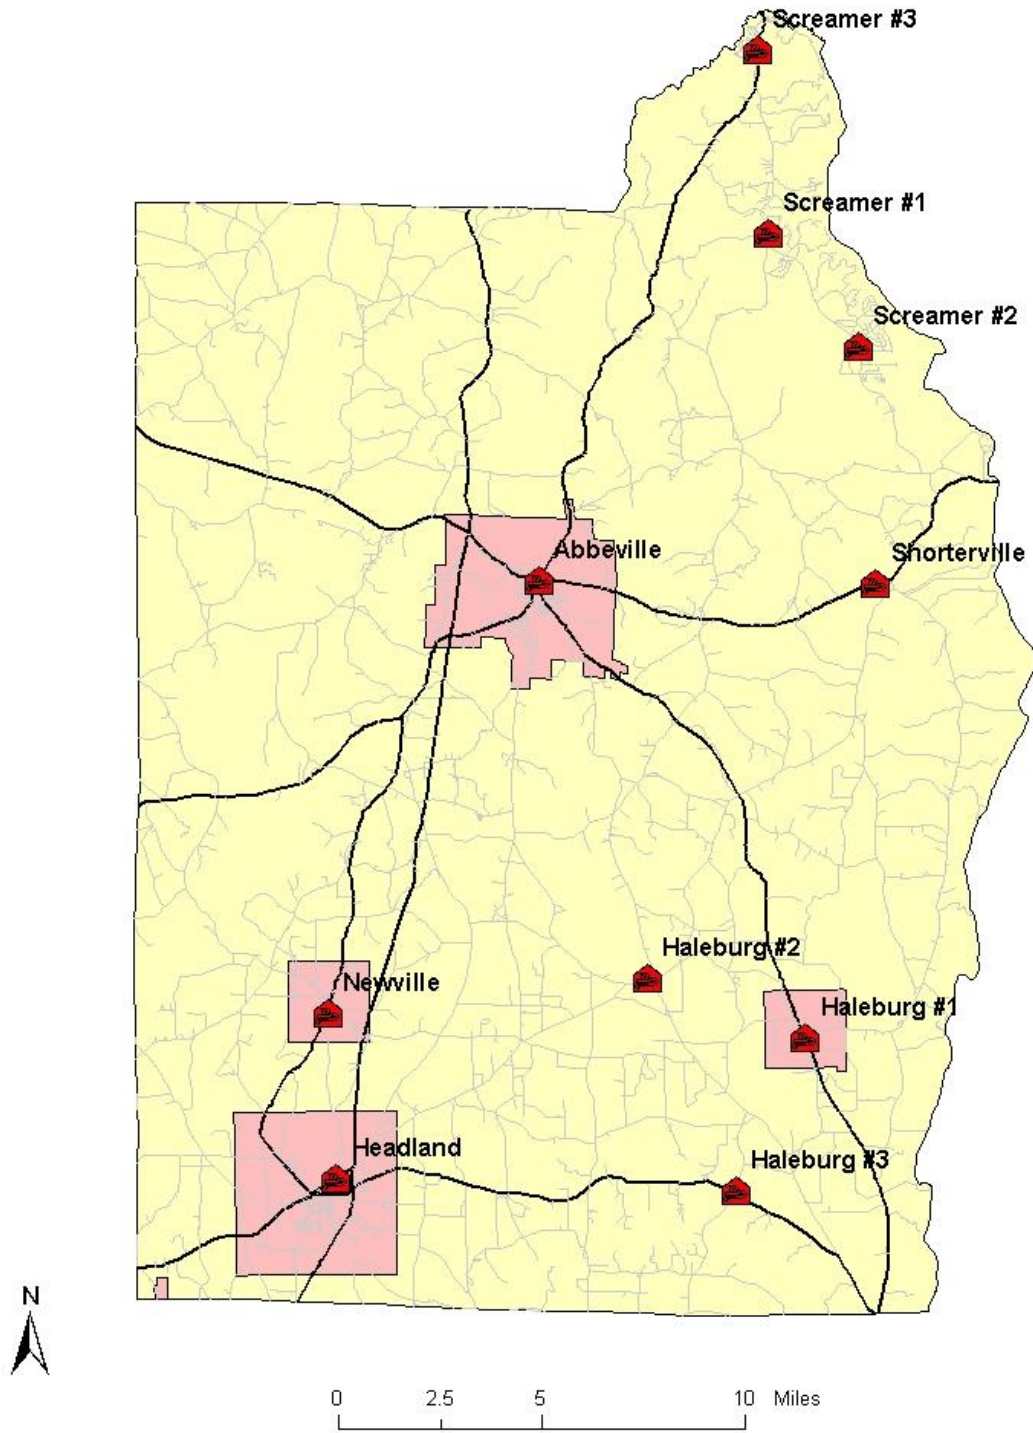 Screamer #3
Screamer #1
Screamer #2
Abbeville
Shorterville
Haleburg #2
Newville
Haleburg #1
Headland
Haleburg #3
N
0 2.5 5 10 Miles